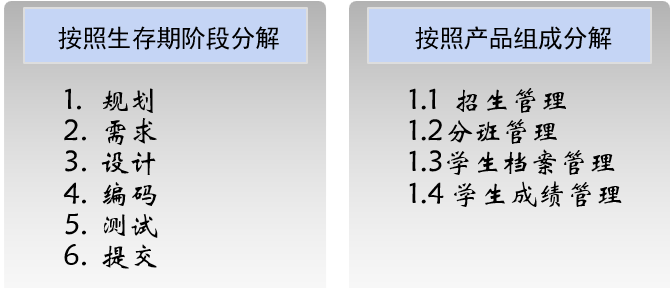 按照生存期阶段分解
1. 规划
2. 需求
3. 设计
4. 编码
5. 测试
6. 提交
按照产品组成分解
1.1 招生管理
1.2分班管理
1.3学生档案管理
1.4 学生成绩管理